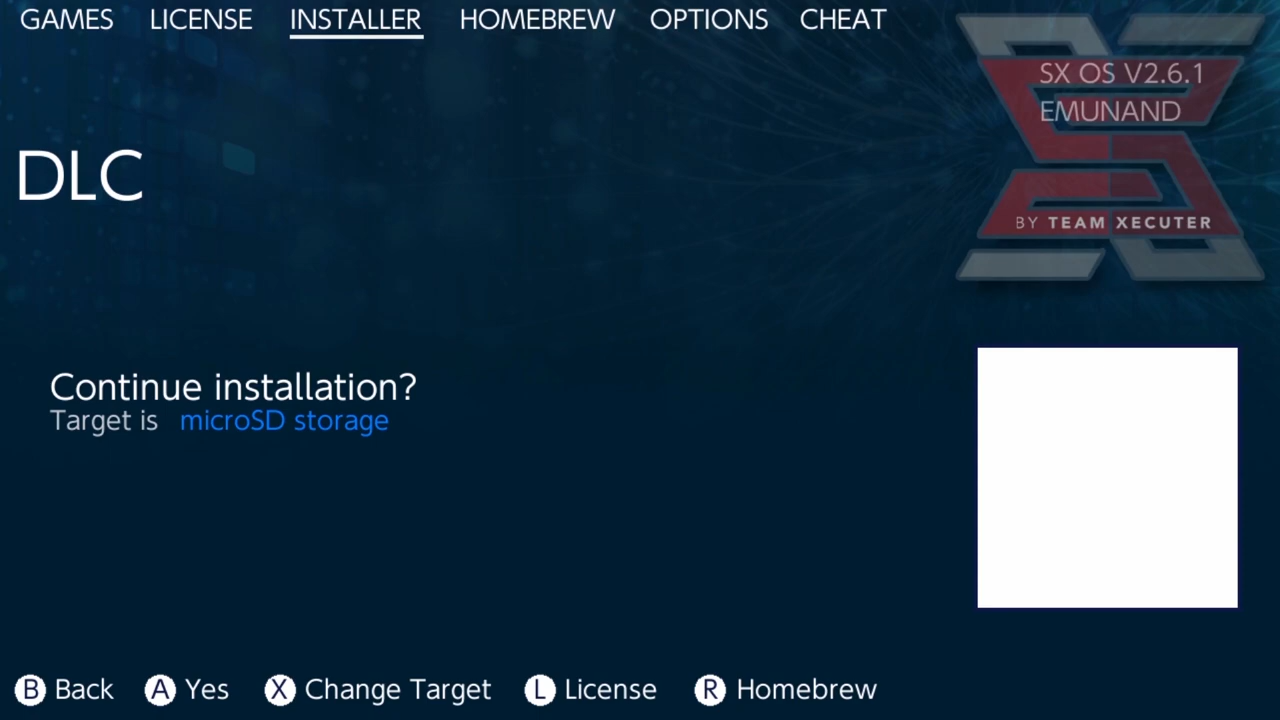 GAMES LICENSE INSTALLER HOMEBREW OPTIONS CHEAT
SX OS V2.6.1
EMUNAND
DLC
BY TEAM XECUTER
Continue installation?
Target is microSD storage
B Back A Yes X Change Target L License R Homebrew